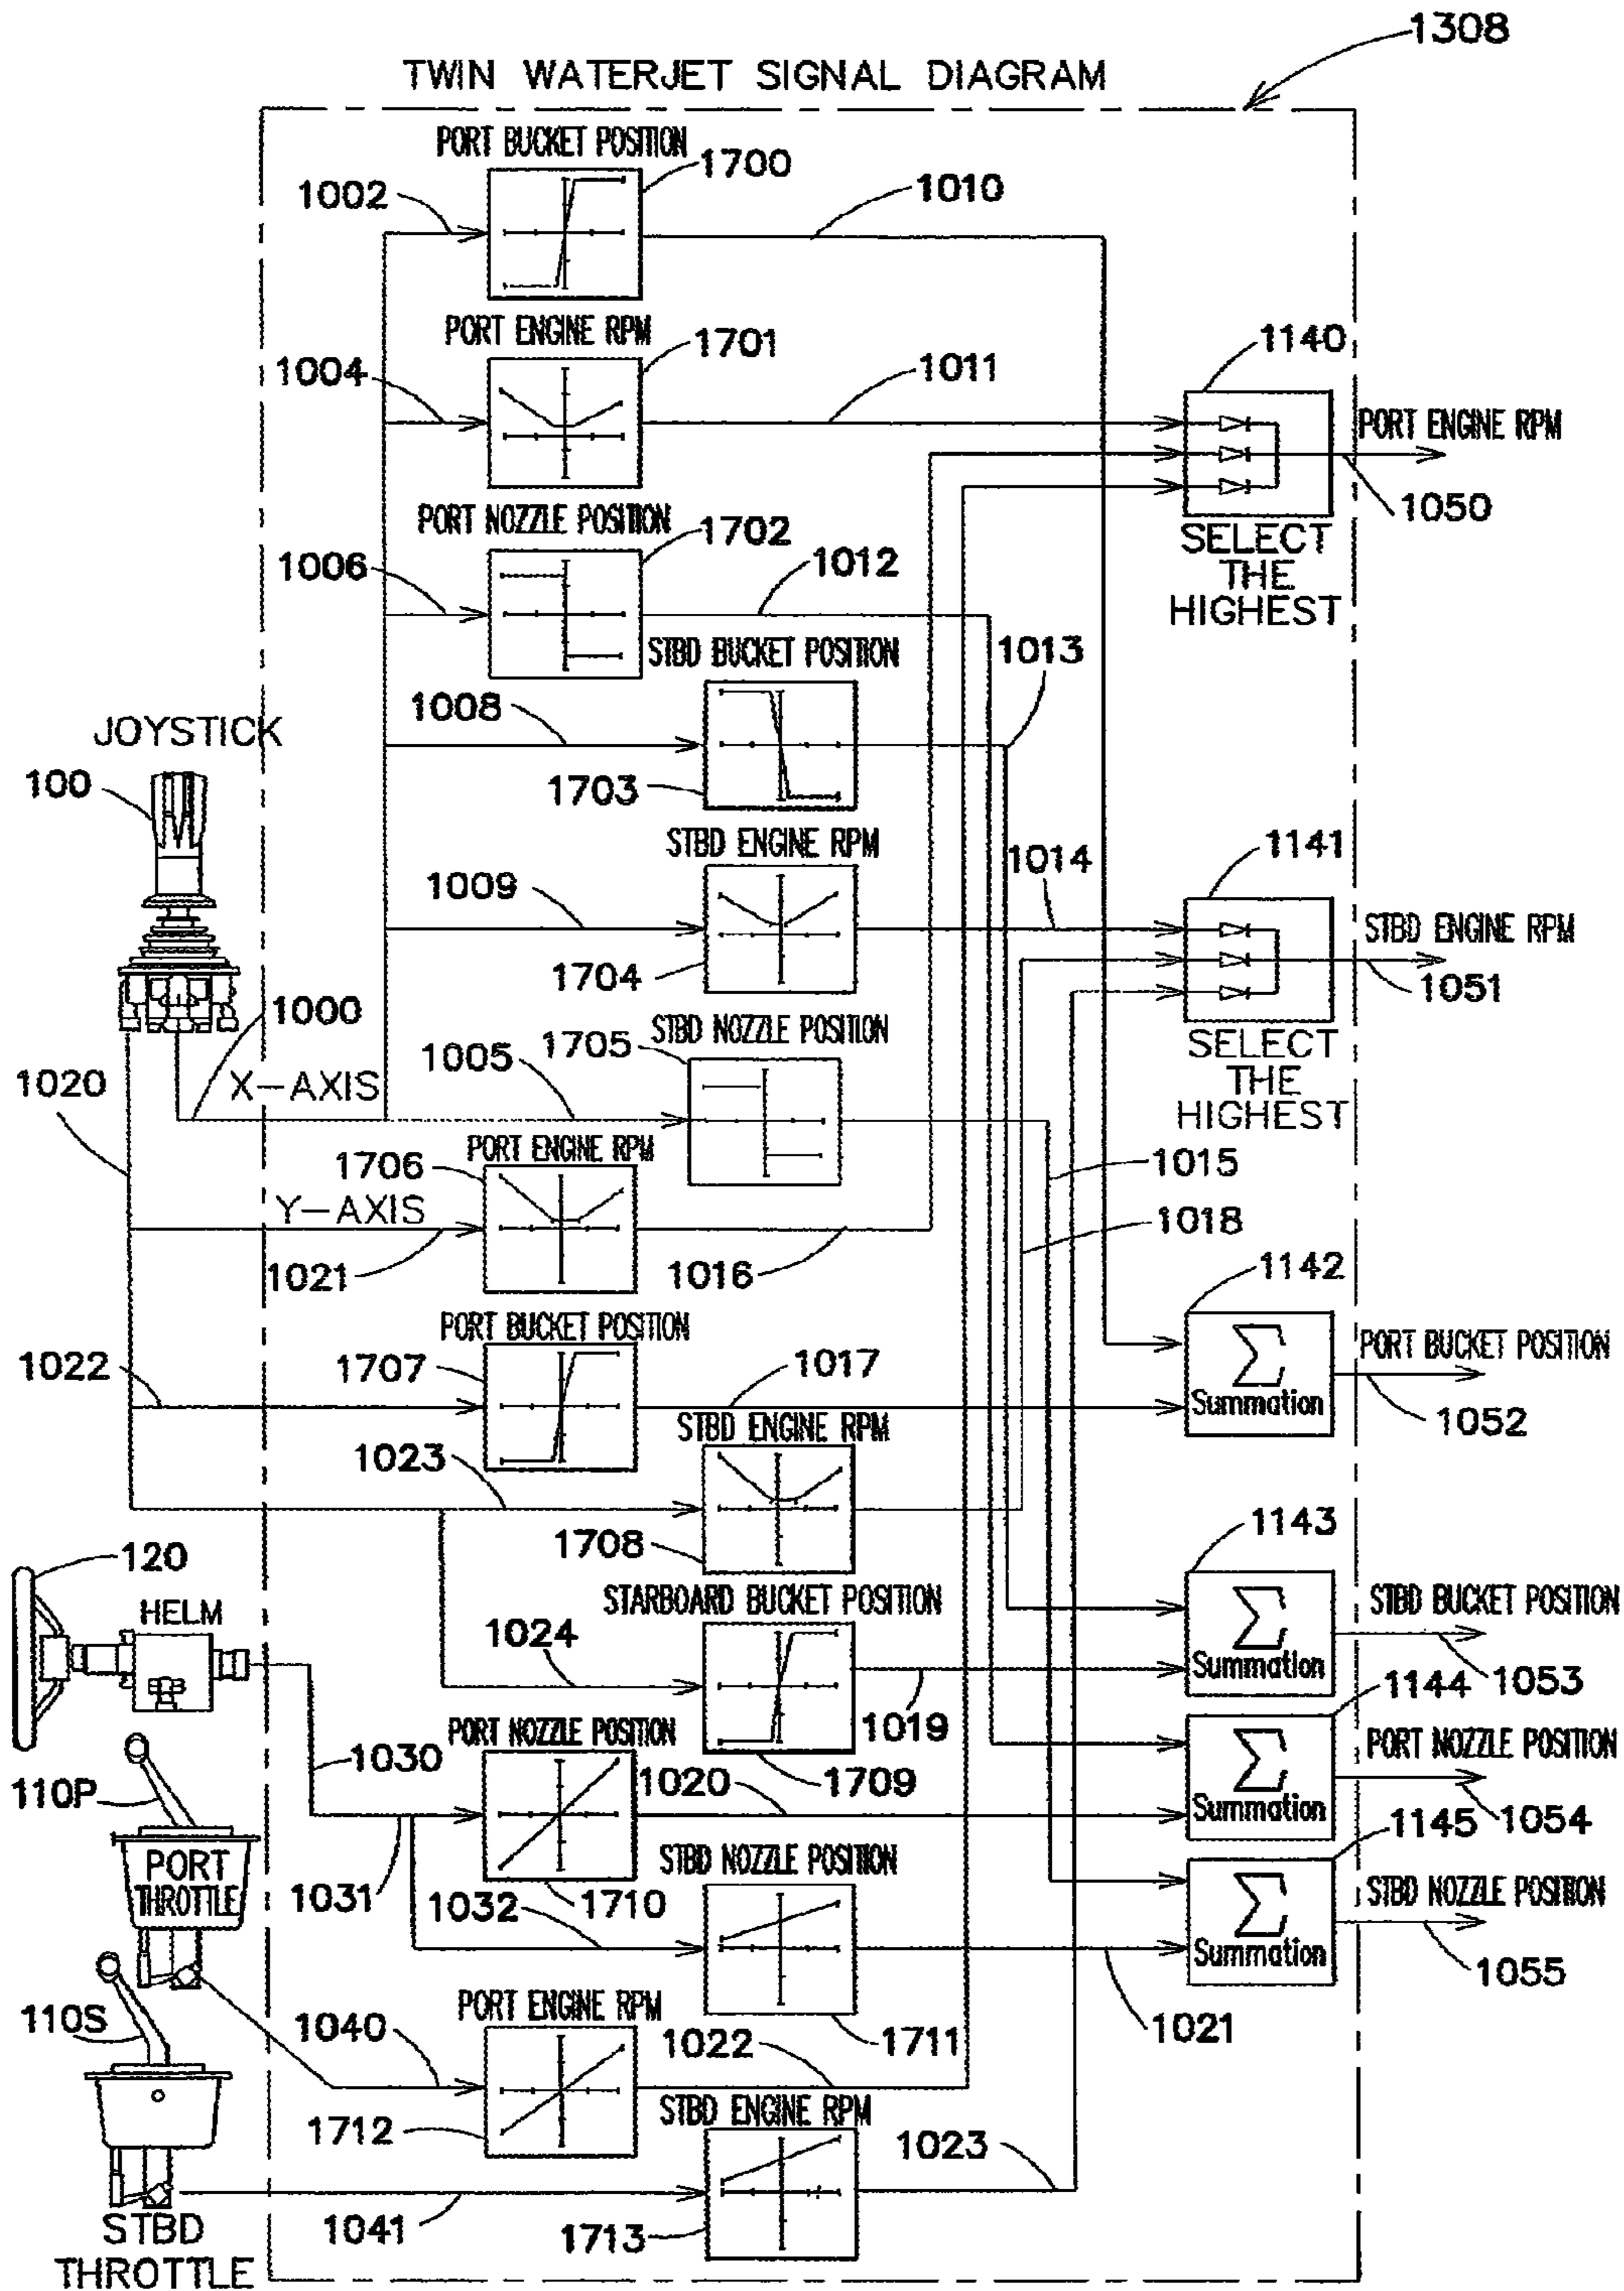 1308
TWIN WATERJET SIGNAL DIAGRAM
PORT BUCKET POSITION
1700
1002
1010
PORT ENGINE RPM
1701
1004
1011
1140
PORT ENGINE RPM
1050
SELECT
THE
HIGHEST
PORT NOZZLE POSITION
1702
1006
1012
STBD BUCKET POSITION
1013
1008
1703
JOYSTICK
100
STBD ENGINE RPM
1009
1014
1704
1141
STBD ENGINE RPM
1051
SELECT
THE
HIGHEST
1000
STBD NOZZLE POSITION
1705
1005
X-AXIS
1020
PORT ENGINE RPM
1706
1015
Y-AXIS
1018
1021
1016
1142
PORT BUCKET POSITION
1707
1017
1022
Σ
Summation
PORT BUCKET POSITION
1052
STBD ENGINE RPM
1023
1708
1143
120
HELM
STARBOARD BUCKET POSITION
1024
Σ
Summation
STBD BUCKET POSITION
1053
1019
1709
1144
PORT NOZZLE POSITION
1030
1020
110P
Σ
Summation
PORT NOZZLE POSITION
1054
1145
PORT
THROTTLE
1031
1710
STBD NOZZLE POSITION
1032
Σ
Summation
STBD NOZZLE POSITION
1055
1711
1021
110S
PORT ENGINE RPM
1040
1022
1712
STBD ENGINE RPM
1023
1041
1713
STBD
THROTTLE